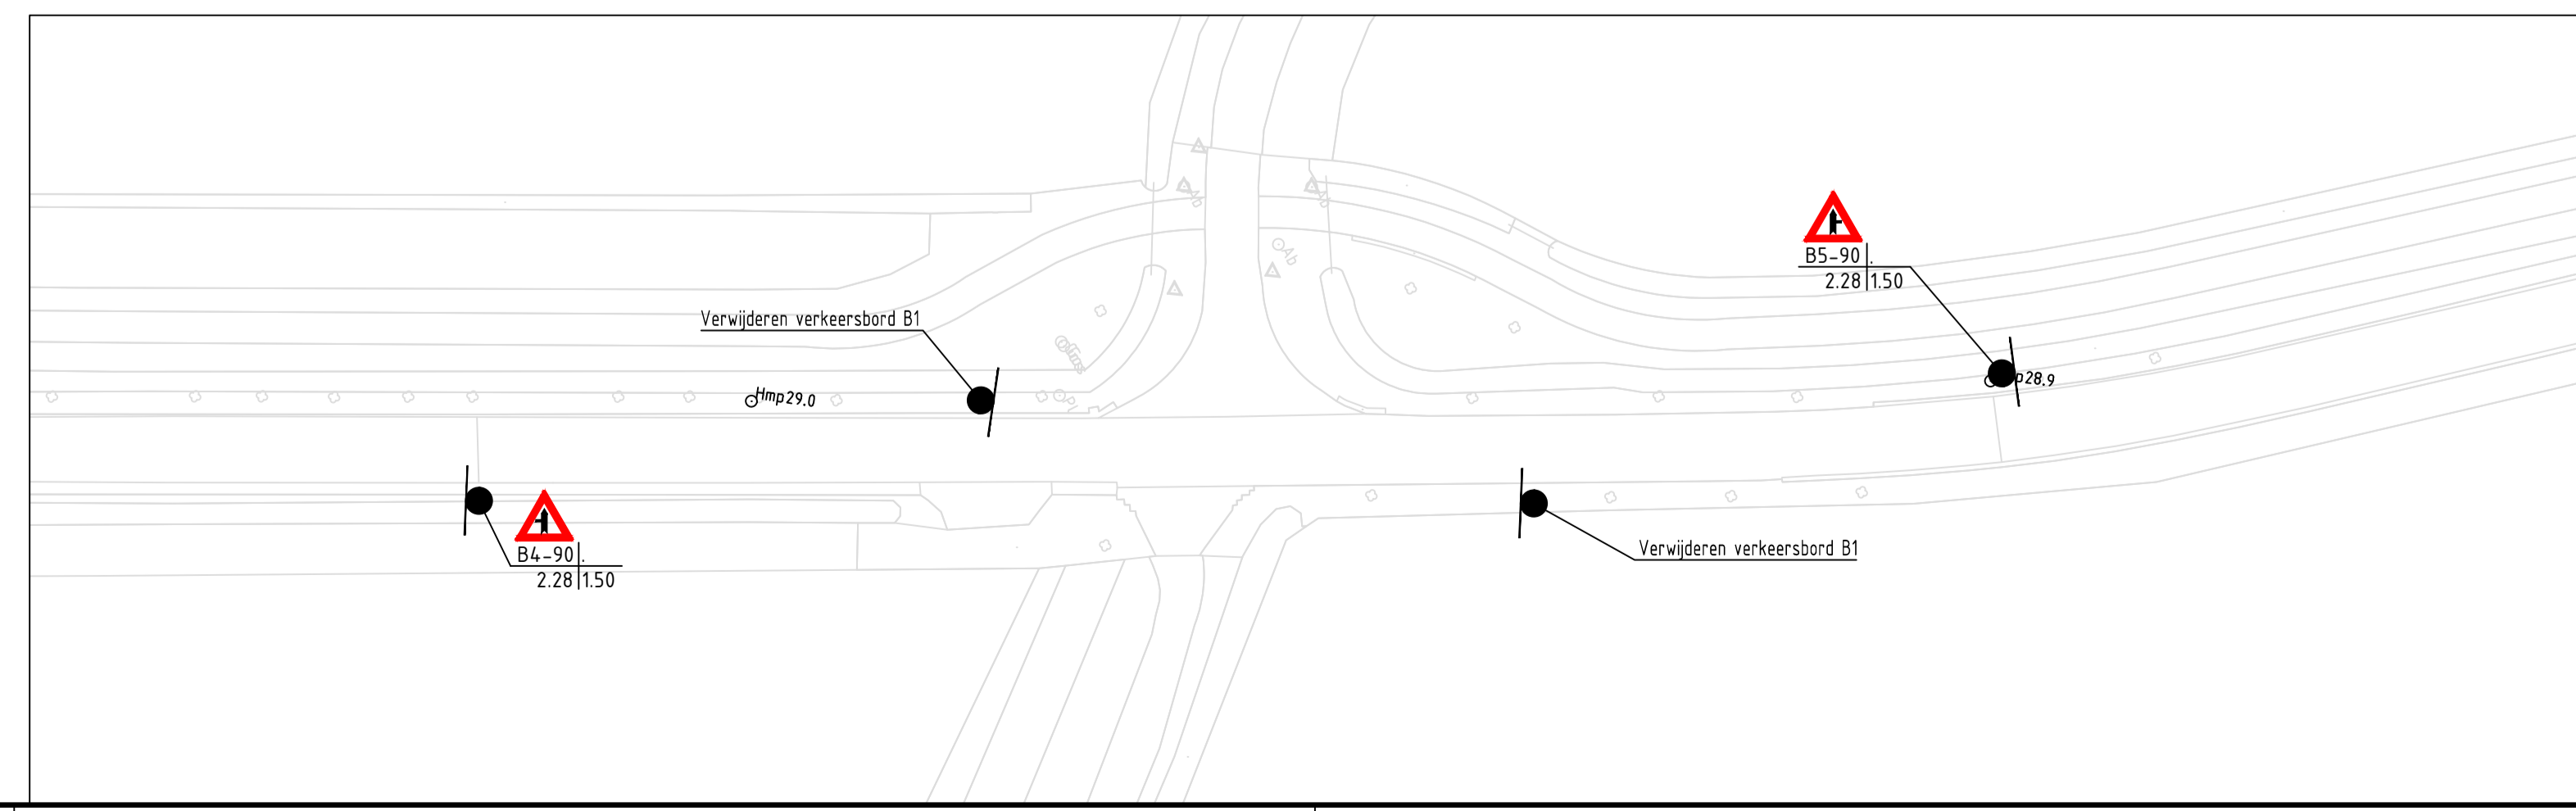 B5-90 .
2.28 1.50
Verwijderen verkeersbord B1
p28.9
Hmp29.0
B4-90 .
2.28 1.50
Verwijderen verkeersbord B1